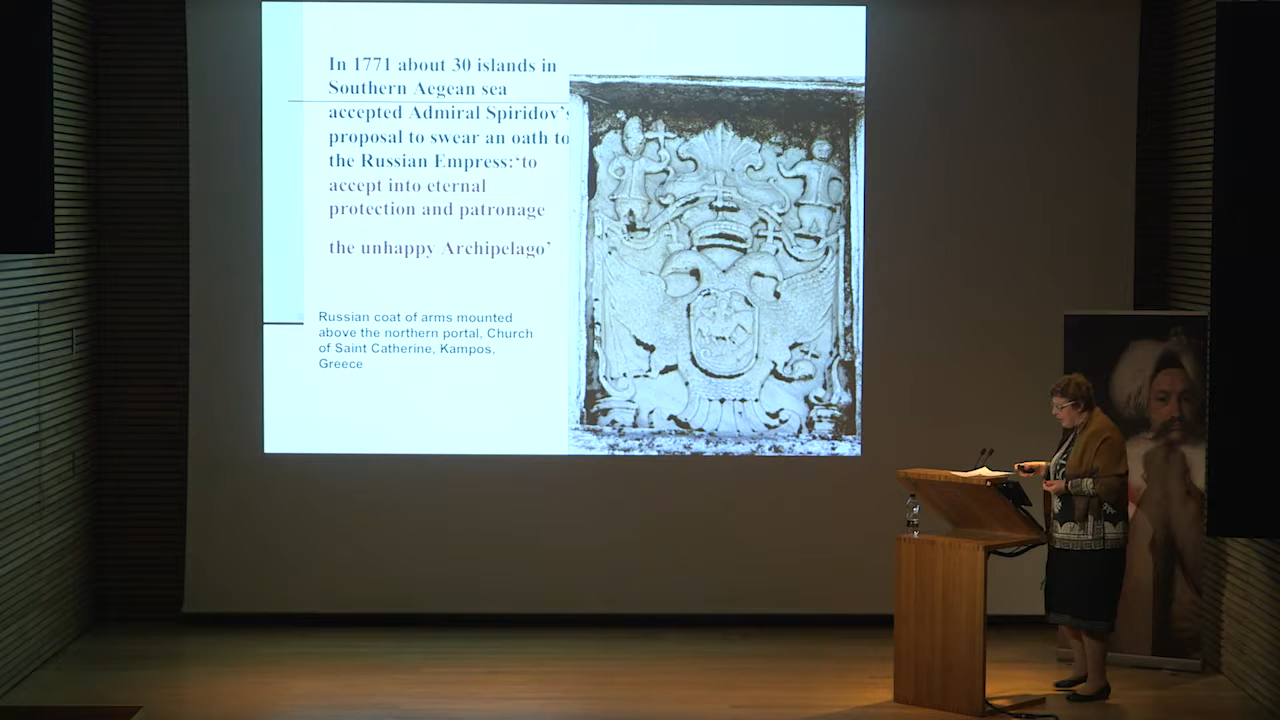 In 1771 about 30 islands in
Southern Aegean sea
accepted Admiral Spiridov's
proposal to swear an oath to
the Russian Empress:'to
accept into eternal
protection and patronage
the unhappy Archipelago'
Russian coat of arms mounted
above the northern portal, Church
of Saint Catherine, Kampos,
Greece